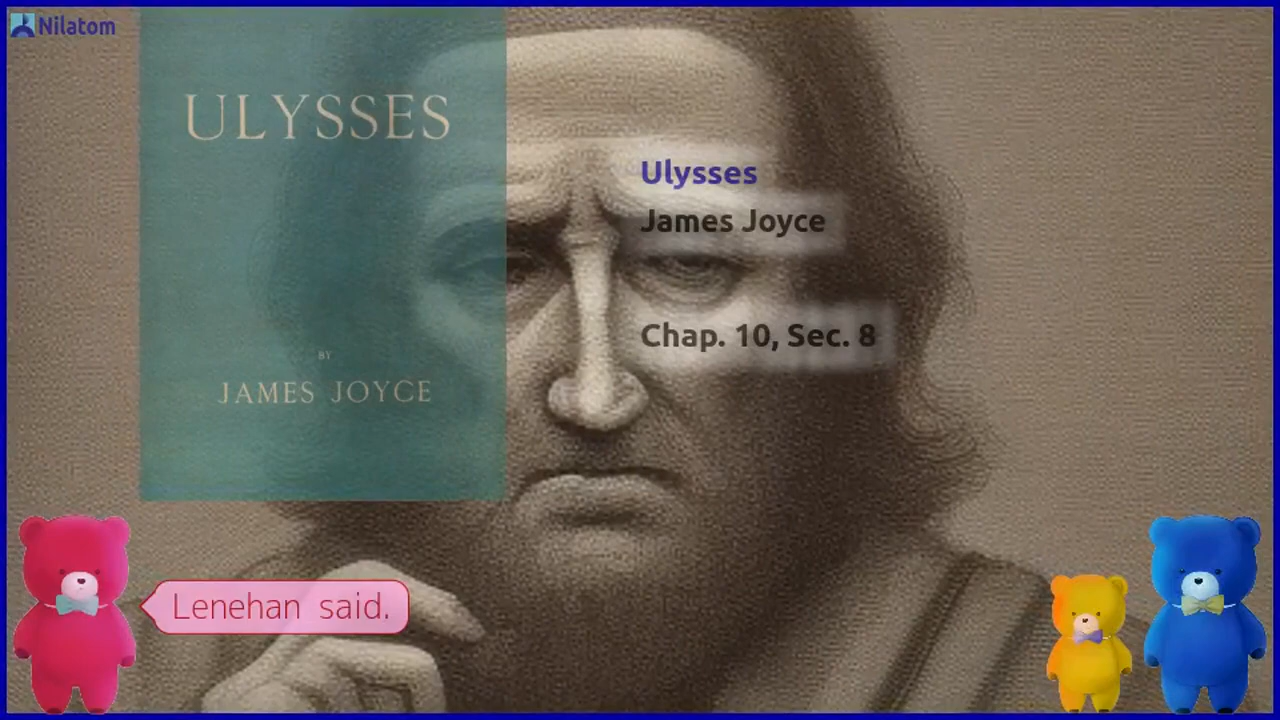 Nilatom
ULYSSES
BY
JAMES JOYCE
Ulysses
James Joyce
Chap. 10, Sec. 8
Lenehan said.